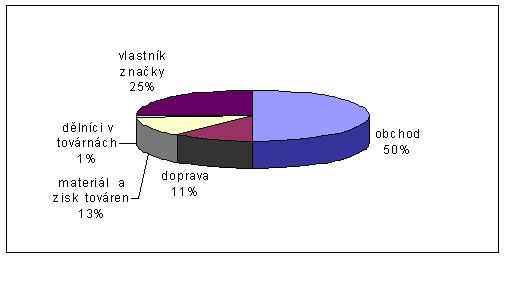 vlastník
značky
25%
dělníci v
továrnách
1%
materiál a
zisk továren
13%
doprava
11%
obchod
50%